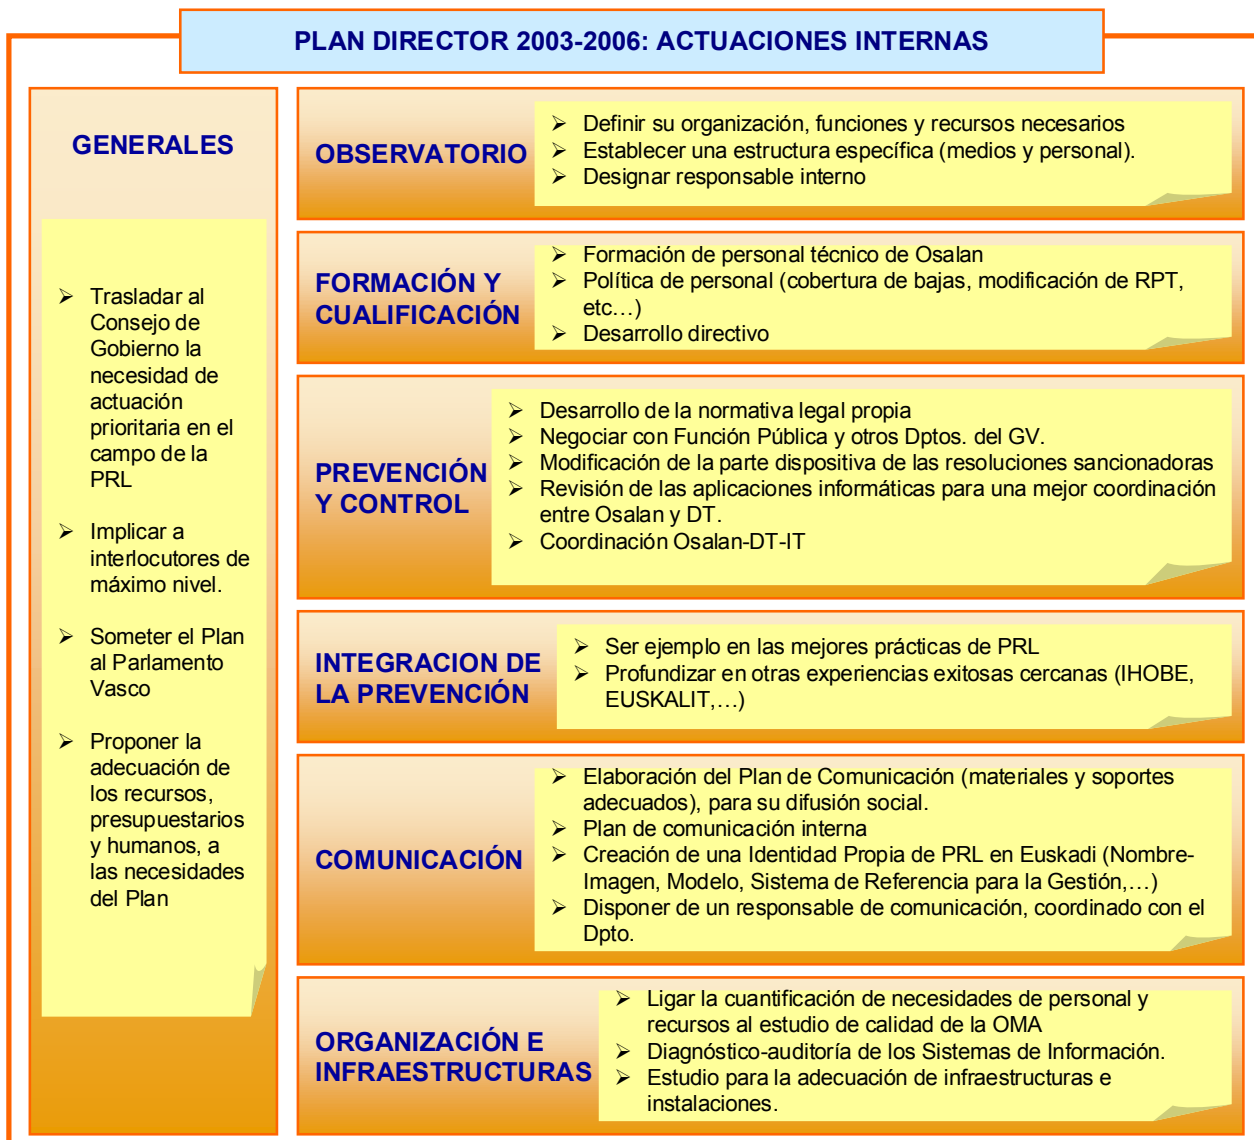 PLAN DIRECTOR 2003-2006: ACTUACIONES INTERNAS
GENERALES
➢ Trasladar al
Consejo de
Gobierno la
necesidad de
actuación
prioritaria en el
campo de la
PRL
➢ Implicar a
interlocutores de
máximo nivel.
➢ Someter el Plan
al Parlamento
Vasco
➢ Proponer la
adecuación de
los recursos,
presupuestarios
y humanos, a
las necesidades
del Plan
OBSERVATORIO
➢ Definir su organización, funciones y recursos necesarios
➢ Establecer una estructura específica (medios y personal).
➢ Designar responsable interno
FORMACIÓN Y
CUALIFICACIÓN
➢ Formación de personal técnico de Osalan
➢ Política de personal (cobertura de bajas, modificación de RPT,
etc…)
➢ Desarrollo directivo
PREVENCIÓN
Y CONTROL
➢ Desarrollo de la normativa legal propia
➢ Negociar con Función Pública y otros Dptos. del GV.
➢ Modificación de la parte dispositiva de las resoluciones sancionadoras
➢ Revisión de las aplicaciones informáticas para una mejor coordinación
entre Osalan y DT.
➢ Coordinación Osalan-DT-IT
INTEGRACION DE
LA PREVENCIÓN
➢ Ser ejemplo en las mejores prácticas de PRL
➢ Profundizar en otras experiencias exitosas cercanas (IHOBE,
EUSKALIT,…)
COMUNICACIÓN
➢ Elaboración del Plan de Comunicación (materiales y soportes
adecuados), para su difusión social.
➢ Plan de comunicación interna
➢ Creación de una Identidad Propia de PRL en Euskadi (Nombre-
Imagen, Modelo, Sistema de Referencia para la Gestión,…)
➢ Disponer de un responsable de comunicación, coordinado con el
Dpto.
ORGANIZACIÓN E
INFRAESTRUCTURAS
➢ Ligar la cuantificación de necesidades de personal y
recursos al estudio de calidad de la OMA
➢ Diagnóstico-auditoría de los Sistemas de Información.
➢ Estudio para la adecuación de infraestructuras e
instalaciones.